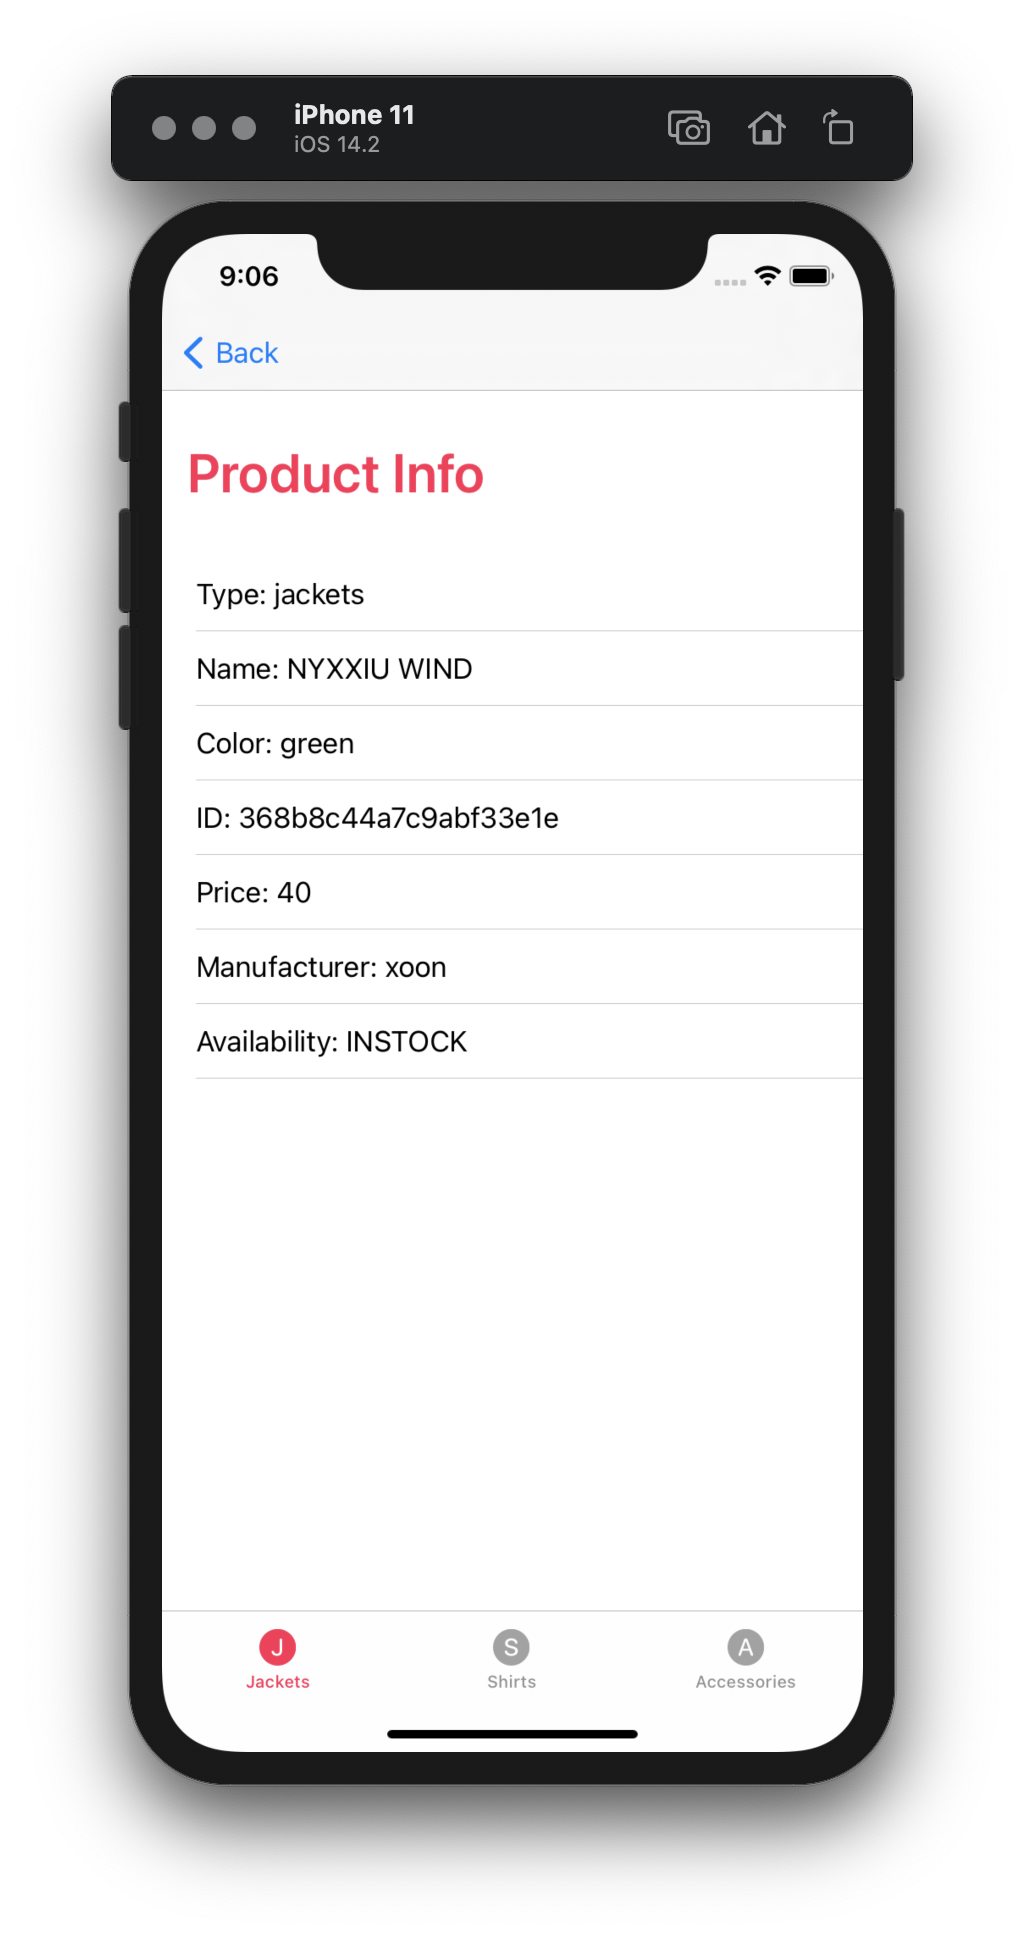 iPhone 11
iOS 14.2
9:06
Back
Product Info
Type: jackets
Name: NYXXIU WIND
Color: green
ID: 368b8c44a7c9abf33e1e
Price: 40
Manufacturer: xoon
Availability: INSTOCK
J S A
Jackets Shirts Accessories